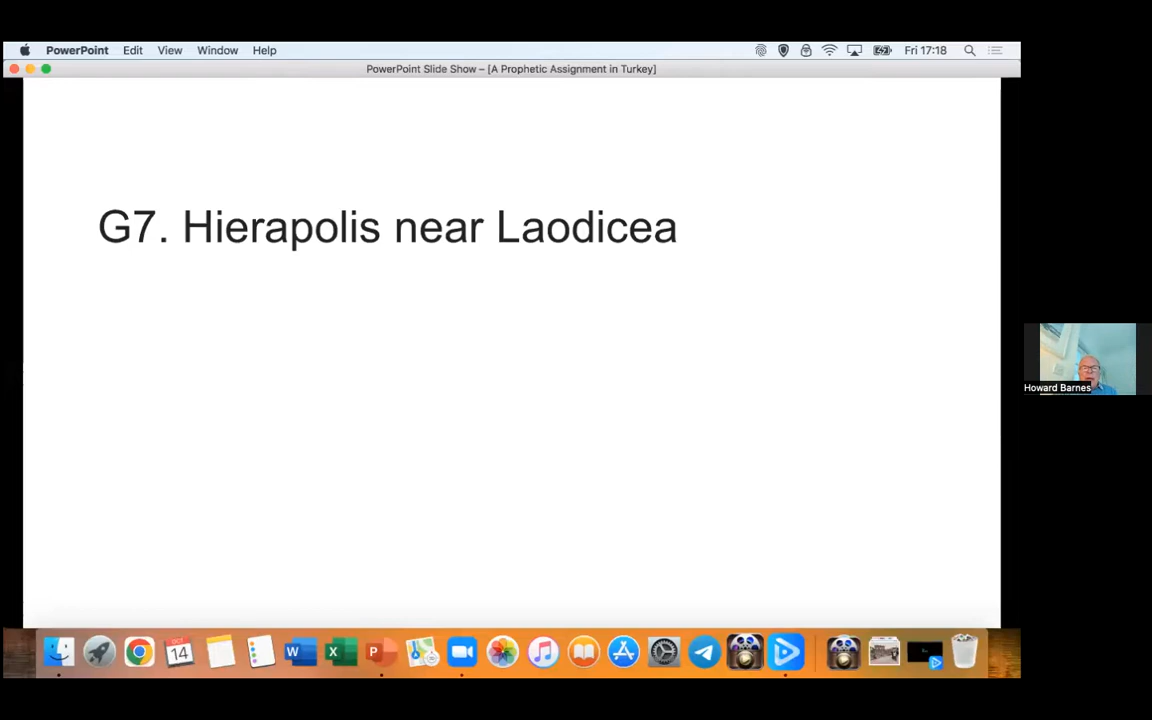 PowerPoint Edit View Window Help Fri 17:18
PowerPoint Slide Show – [A Prophetic Assignment in Turkey]
G7. Hierapolis near Laodicea
Howard Barnes
OCT
14
W
X
P